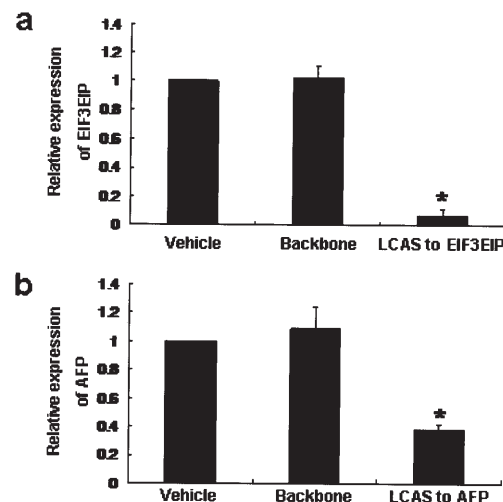 a
Relative expression
of EIF3EIP
1.4
1.2
1
0.8
0.6
0.4
0.2
0
*
Vehicle Backbone LCAS to EIF3EIP
b
Relative expression
of AFP
1.4
1.2
1
0.8
0.6
0.4
0.2
0
*
Vehicle Backbone LCAS to AFP